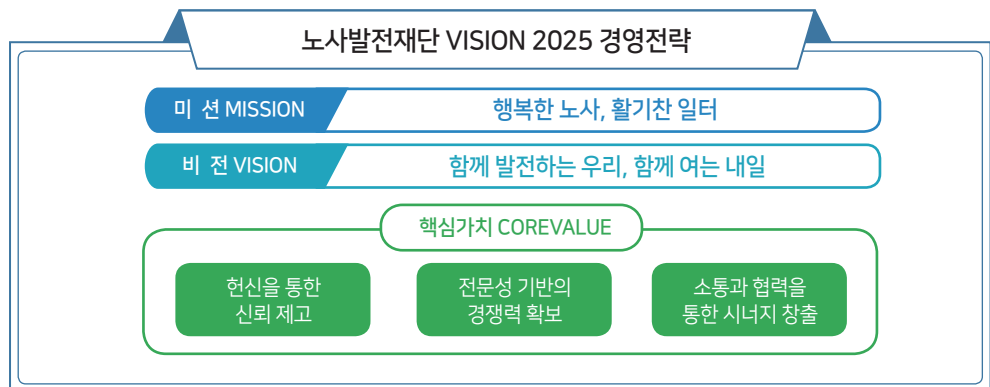 노사발전재단 VISION 2025 경영전략
미 션 MISSION
행복한 노사, 활기찬 일터
비 전 VISION
함께 발전하는 우리, 함께 여는 내일
핵심가치 COREVALUE
헌신을 통한
신뢰 제고
전문성 기반의
경쟁력 확보
소통과 협력을
통한 시너지 창출